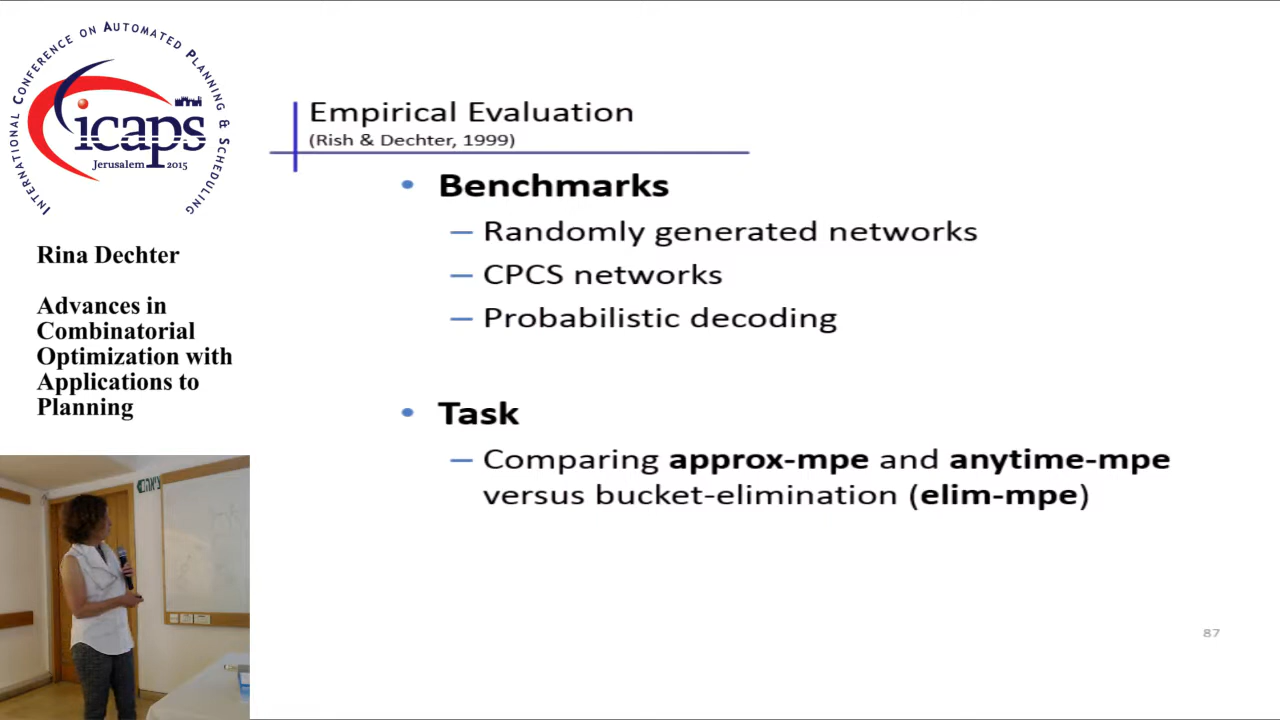 INTERNATIONAL CONFERENCE ON AUTOMATED PLANNING & SCHEDULING
icaps
Jerusalem 2015
Rina Dechter
Advances in
Combinatorial
Optimization with
Applications to
Planning
Empirical Evaluation
(Rish & Dechter, 1999)
• Benchmarks
– Randomly generated networks
– CPCS networks
– Probabilistic decoding
• Task
– Comparing approx-mpe and anytime-mpe
versus bucket-elimination (elim-mpe)
87